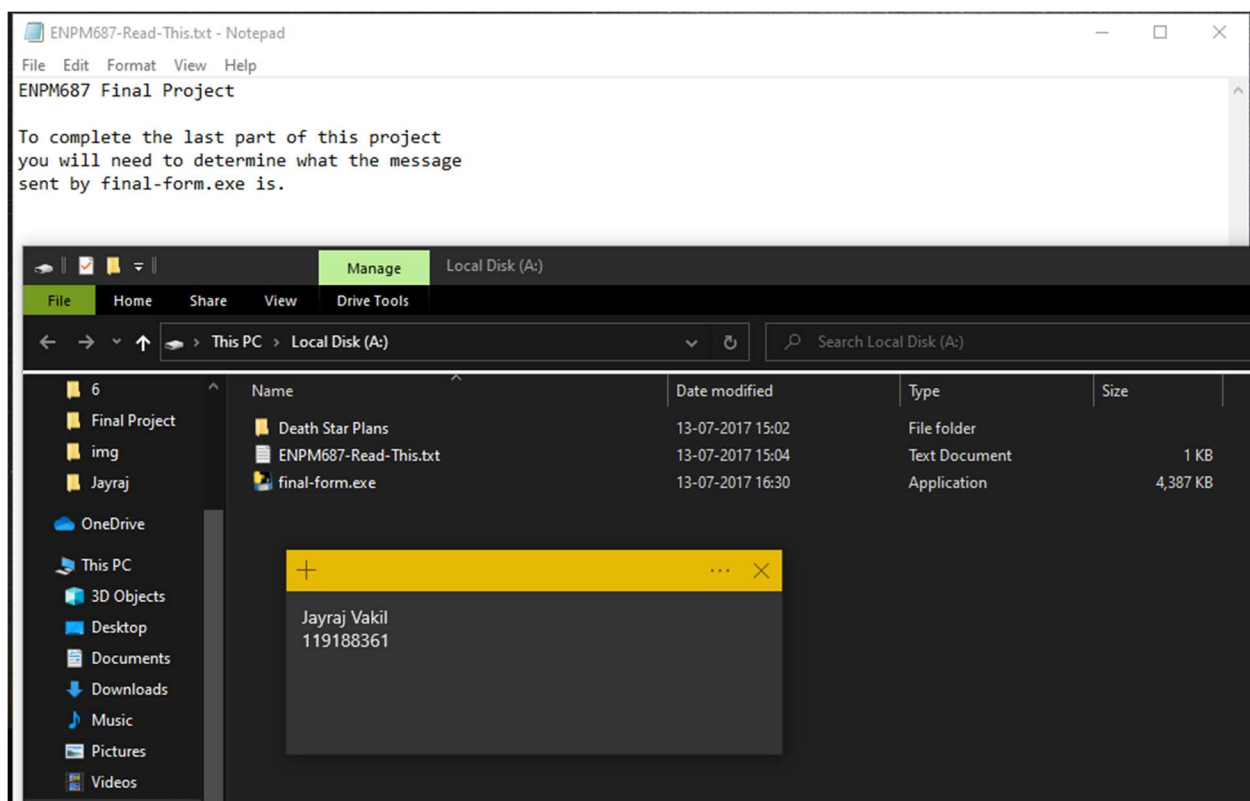 ENPM687-Read-This.txt - Notepad
File Edit Format View Help
ENPM687 Final Project
To complete the last part of this project
you will need to determine what the message
sent by final-form.exe is.
Manage Local Disk (A:)
File Home Share View Drive Tools
This PC > Local Disk (A:) Search Local Disk (A:)
6
Final Project
img
Jayraj
OneDrive
This PC
3D Objects
Desktop
Documents
Downloads
Music
Pictures
Videos
Name Date modified Type Size
Death Star Plans 13-07-2017 15:02 File folder
ENPM687-Read-This.txt 13-07-2017 15:04 Text Document 1 KB
final-form.exe 13-07-2017 16:30 Application 4,387 KB
Jayraj Vakil
119188361